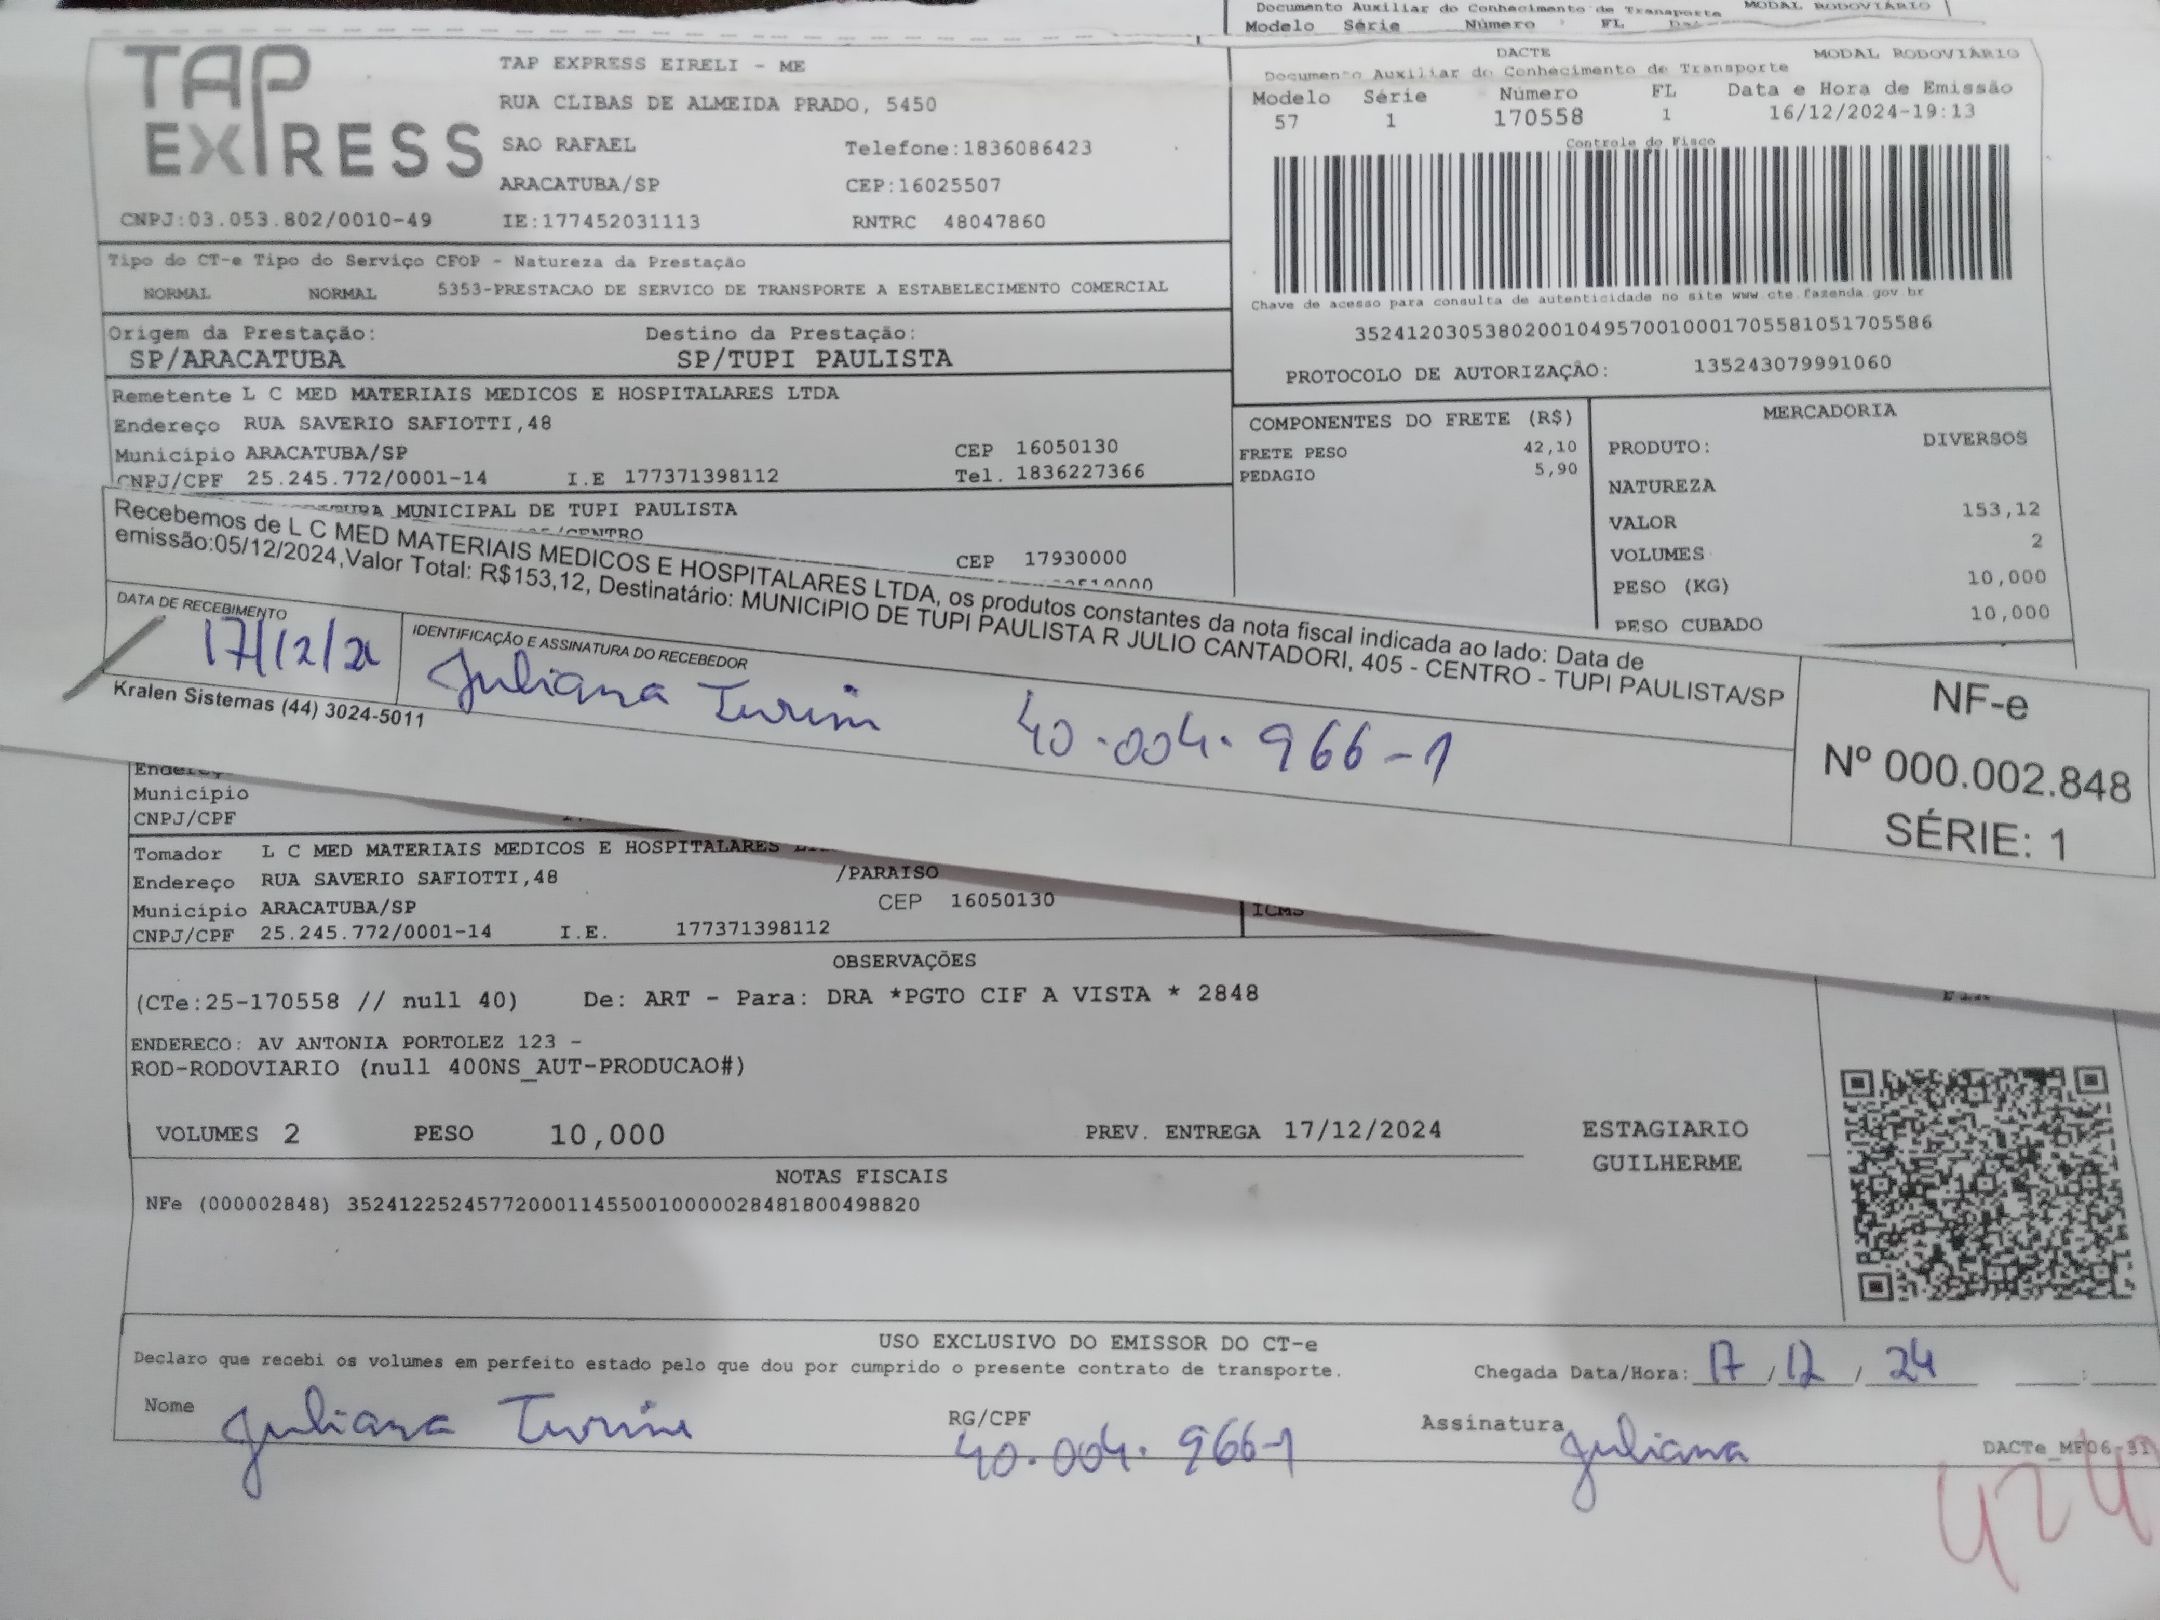 Documento Auxiliar do Conhecimento de Transporte MODAL RODOVIÁRIO
Modelo Série Número FL
TAP EXPRESS
TAP EXPRESS EIRELI - ME
RUA CLIBAS DE ALMEIDA PRADO, 5450
SAO RAFAEL Telefone:1836086423
ARACATUBA/SP CEP:16025507
CNPJ:03.053.802/0010-49 IE:177452031113 RNTRC 48047860
DACTE MODAL RODOVIÁRIO
Documento Auxiliar do Conhecimento de Transporte
Modelo Série Número FL Data e Hora de Emissão
57 1 170558 1 16/12/2024-19:13
Controle do Fisco
Chave de acesso para consulta de autenticidade no site www.cte.fazenda.gov.br
35241203053802001049570010001705581051705586
PROTOCOLO DE AUTORIZAÇÃO: 135243079991060
Tipo do CT-e Tipo do Serviço CFOP - Natureza da Prestação
NORMAL NORMAL 5353-PRESTACAO DE SERVICO DE TRANSPORTE A ESTABELECIMENTO COMERCIAL
Origem da Prestação: Destino da Prestação:
SP/ARACATUBA SP/TUPI PAULISTA
Remetente L C MED MATERIAIS MEDICOS E HOSPITALARES LTDA
Endereço RUA SAVERIO SAFIOTTI,48
Município ARACATUBA/SP CEP 16050130
CNPJ/CPF 25.245.772/0001-14 I.E 177371398112 Tel. 1836227366
MUNICIPAL DE TUPI PAULISTA
/CENTRO
CEP 17930000
COMPONENTES DO FRETE (R$)
FRETE PESO 42,10
PEDAGIO 5,90
MERCADORIA
PRODUTO: DIVERSOS
NATUREZA
VALOR 153,12
VOLUMES 2
PESO (KG) 10,000
PESO CUBADO 10,000
Recebemos de L C MED MATERIAIS MEDICOS E HOSPITALARES LTDA, os produtos constantes da nota fiscal indicada ao lado: Data de
emissão:05/12/2024,Valor Total: R$153,12, Destinatário: MUNICIPIO DE TUPI PAULISTA R JULIO CANTADORI, 405 - CENTRO - TUPI PAULISTA/SP
DATA DE RECEBIMENTO IDENTIFICAÇÃO E ASSINATURA DO RECEBEDOR
17/12/24 Juliana Turim 40.004.966-1
Kralen Sistemas (44) 3024-5011
NF-e
Nº 000.002.848
SÉRIE: 1
Município
CNPJ/CPF
Tomador L C MED MATERIAIS MEDICOS E HOSPITALARES
Endereço RUA SAVERIO SAFIOTTI,48 /PARAISO
Município ARACATUBA/SP CEP 16050130
CNPJ/CPF 25.245.772/0001-14 I.E. 177371398112
ICMS
OBSERVAÇÕES
(CTe:25-170558 // null 40) De: ART - Para: DRA *PGTO CIF A VISTA * 2848
ENDERECO: AV ANTONIA PORTOLEZ 123 -
ROD-RODOVIARIO (null 400NS_AUT-PRODUCAO#)
VOLUMES 2 PESO 10,000 PREV. ENTREGA 17/12/2024
ESTAGIARIO
GUILHERME
NOTAS FISCAIS
NFe (000002848) 35241225245772000114550010000028481800498820
USO EXCLUSIVO DO EMISSOR DO CT-e
Declaro que recebi os volumes em perfeito estado pelo que dou por cumprido o presente contrato de transporte. Chegada Data/Hora: 17/12/24 :
Nome Juliana Turim RG/CPF 40.004.966-1 Assinatura Juliana
424